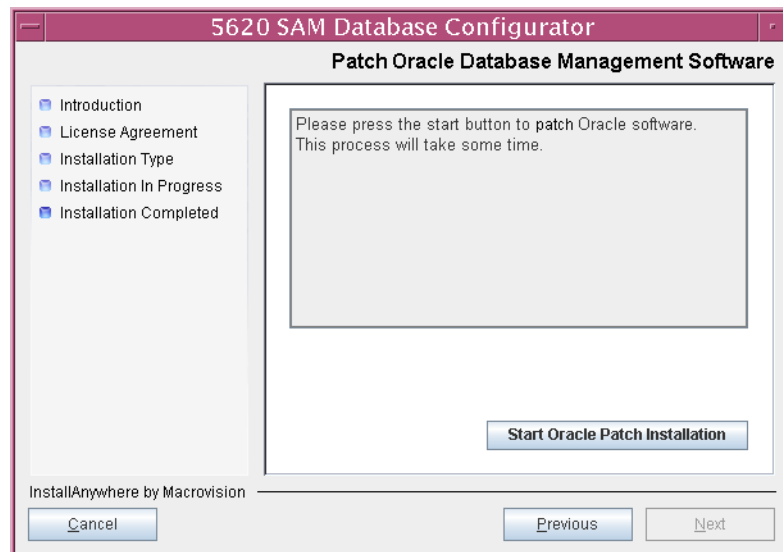 5620 SAM Database Configurator
Patch Oracle Database Management Software
Introduction
License Agreement
Installation Type
Installation In Progress
Installation Completed
Please press the start button to patch Oracle software.
This process will take some time.
Start Oracle Patch Installation
InstallAnywhere by Macrovision
Cancel
Previous
Next